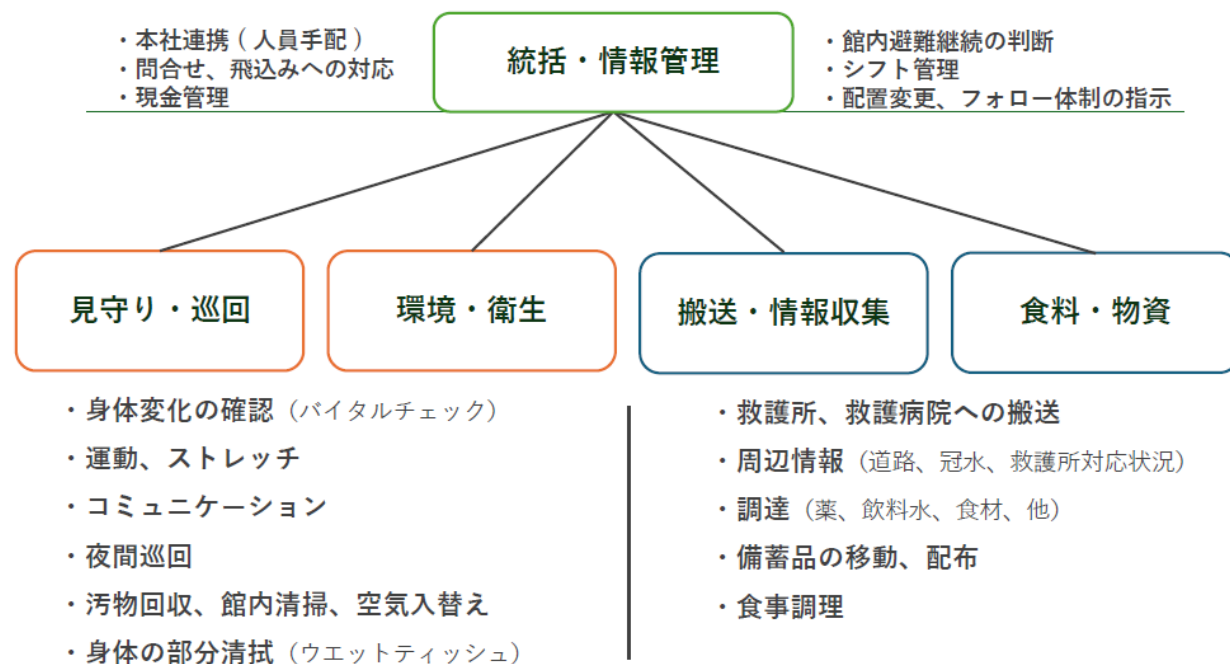 ・本社連携 ( 人員手配 )
・問合せ、飛込みへの対応
・現金管理
統括・情報管理
・館内避難継続の判断
・シフト管理
・配置変更、フォロー体制の指示
見守り・巡回
環境・衛生
搬送・情報収集
食料・物資
・身体変化の確認（バイタルチェック）
・運動、ストレッチ
・コミュニケーション
・夜間巡回
・汚物回収、館内清掃、空気入替え
・身体の部分清拭（ウエットティッシュ）
・救護所、救護病院への搬送
・周辺情報（道路、冠水、救護所対応状況）
・調達（薬、飲料水、食材、他）
・備蓄品の移動、配布
・食事調理